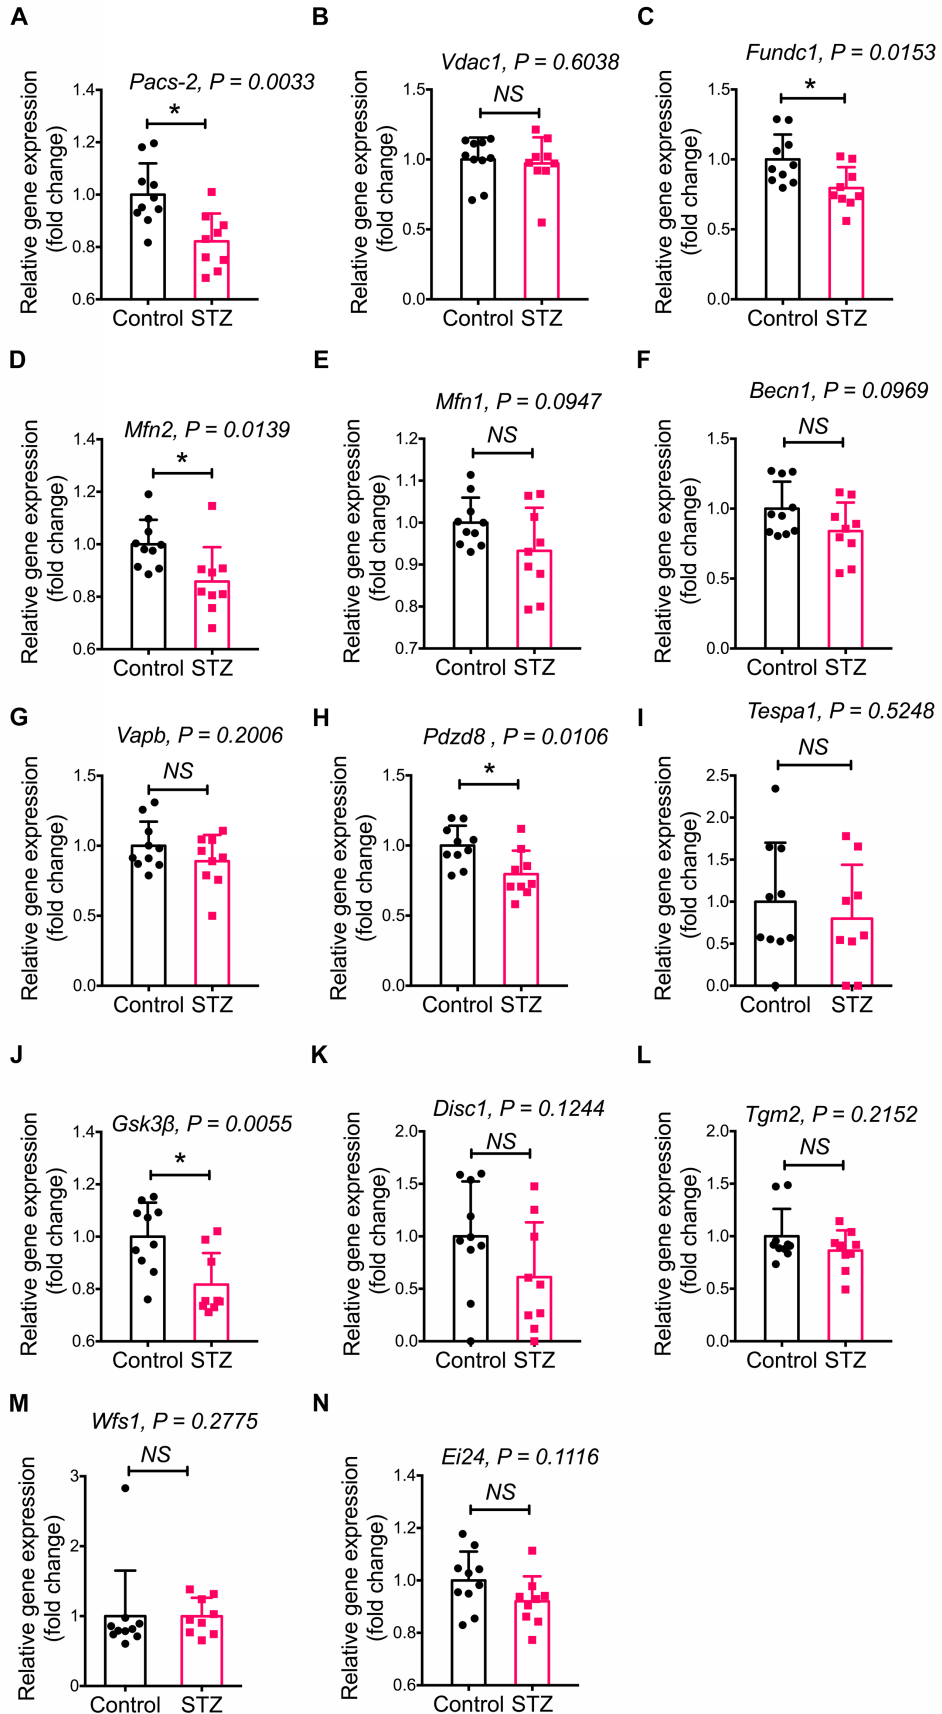 A
Pacs-2, P = 0.0033
*
Relative gene expression
(fold change)
1.4
1.2
1.0
0.8
0.6
Control STZ
B
Vdac1, P = 0.6038
NS
Relative gene expression
(fold change)
1.5
1.0
0.5
0.0
Control STZ
C
Fundc1, P = 0.0153
*
Relative gene expression
(fold change)
1.5
1.0
0.5
0.0
Control STZ
D
Mfn2, P = 0.0139
*
Relative gene expression
(fold change)
1.4
1.2
1.0
0.8
0.6
Control STZ
E
Mfn1, P = 0.0947
NS
Relative gene expression
(fold change)
1.2
1.1
1.0
0.9
0.8
0.7
Control STZ
F
Becn1, P = 0.0969
NS
Relative gene expression
(fold change)
1.5
1.0
0.5
0.0
Control STZ
G
Vapb, P = 0.2006
NS
Relative gene expression
(fold change)
1.5
1.0
0.5
0.0
Control STZ
H
Pdzd8 , P = 0.0106
*
Relative gene expression
(fold change)
1.5
1.0
0.5
0.0
Control STZ
I
Tespa1, P = 0.5248
NS
Relative gene expression
(fold change)
2.5
2.0
1.5
1.0
0.5
0.0
Control STZ
J
Gsk3β, P = 0.0055
*
Relative gene expression
(fold change)
1.4
1.2
1.0
0.8
0.6
Control STZ
K
Disc1, P = 0.1244
NS
Relative gene expression
(fold change)
2.0
1.5
1.0
0.5
0.0
Control STZ
L
Tgm2, P = 0.2152
NS
Relative gene expression
(fold change)
2.0
1.5
1.0
0.5
0.0
Control STZ
M
Wfs1, P = 0.2775
NS
Relative gene expression
(fold change)
3
2
1
0
Control STZ
N
Ei24, P = 0.1116
NS
Relative gene expression
(fold change)
1.4
1.2
1.0
0.8
0.6
Control STZ